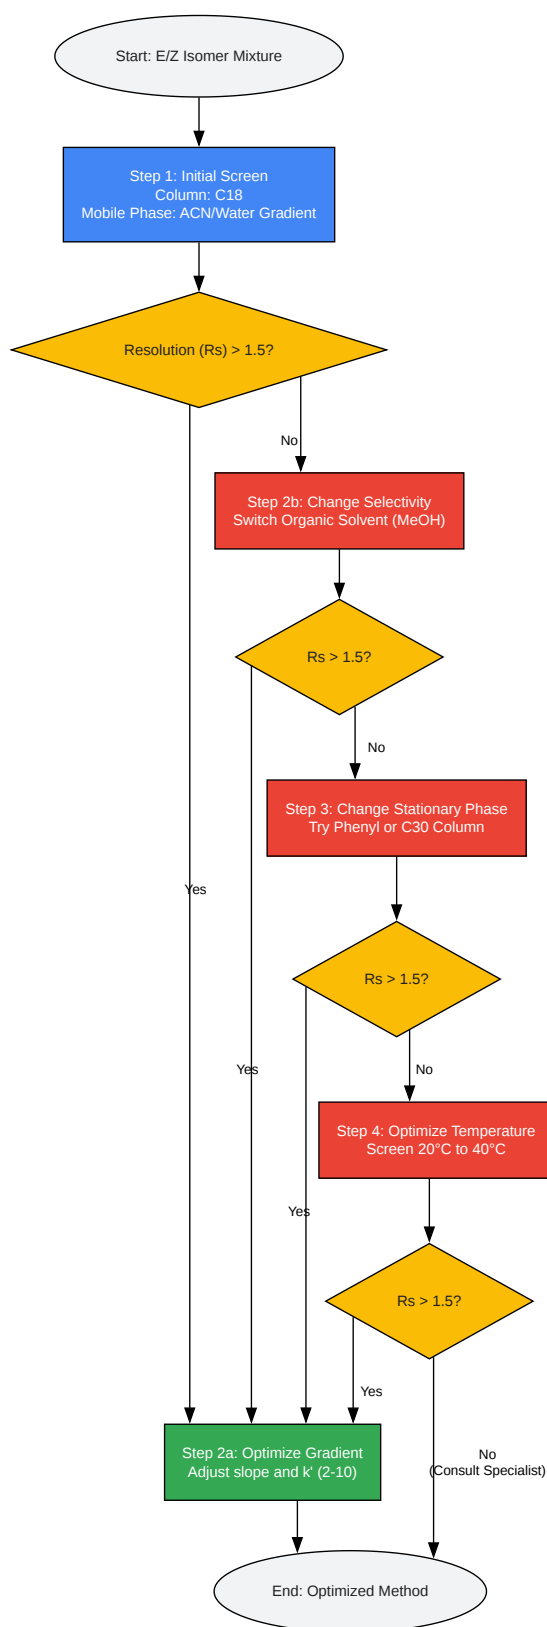 Start: E/Z Isomer Mixture
Step 1: Initial Screen
Column: C18
Mobile Phase: ACN/Water Gradient
Resolution (Rs) > 1.5?
No
Step 2b: Change Selectivity
Switch Organic Solvent (MeOH)
Rs > 1.5?
No
Step 3: Change Stationary Phase
Try Phenyl or C30 Column
Yes
Rs > 1.5?
Yes
No
Step 4: Optimize Temperature
Screen 20°C to 40°C
Yes
Rs > 1.5?
Yes
Step 2a: Optimize Gradient
Adjust slope and k' (2-10)
No
(Consult Specialist)
End: Optimized Method